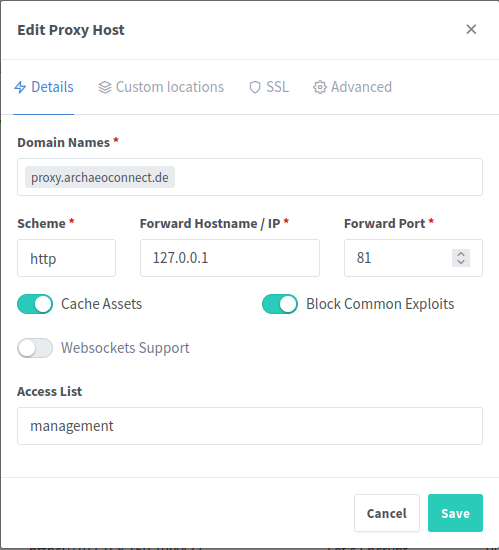 Edit Proxy Host
Details Custom locations SSL Advanced
Domain Names *
proxy.archaeoconnect.de
Scheme * Forward Hostname / IP * Forward Port *
http 127.0.0.1 81
Cache Assets Block Common Exploits
Websockets Support
Access List
management
Cancel Save